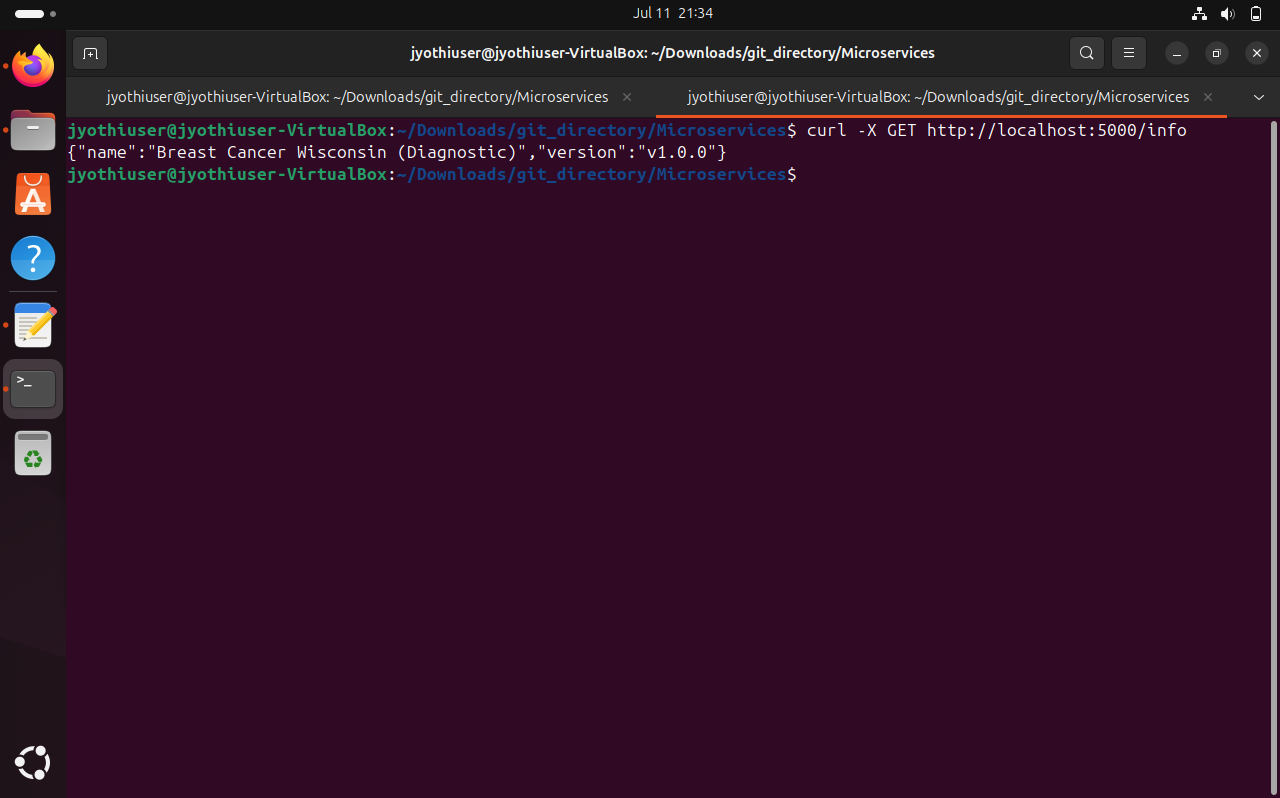 Jul 11 21:34
jyothiuser@jyothiuser-VirtualBox: ~/Downloads/git_directory/Microservices
jyothiuser@jyothiuser-VirtualBox: ~/Downloads/git_directory/Microservices
jyothiuser@jyothiuser-VirtualBox: ~/Downloads/git_directory/Microservices
jyothiuser@jyothiuser-VirtualBox:~/Downloads/git_directory/Microservices$ curl -X GET http://localhost:5000/info
{"name":"Breast Cancer Wisconsin (Diagnostic)","version":"v1.0.0"}
jyothiuser@jyothiuser-VirtualBox:~/Downloads/git_directory/Microservices$